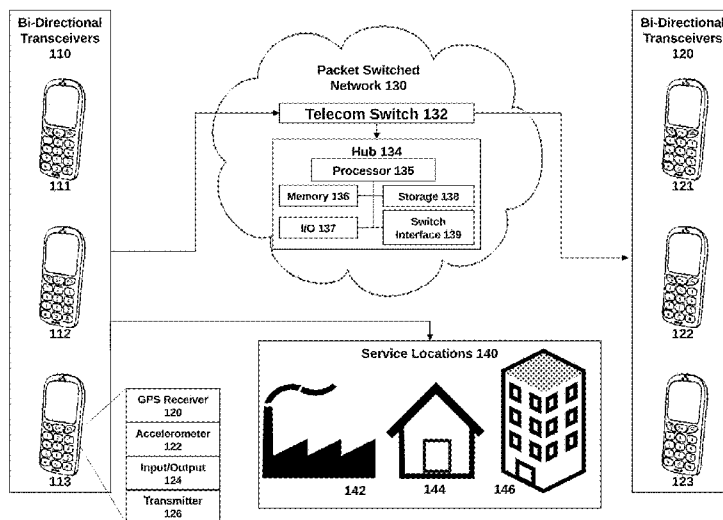 Bi-Directional
Transceivers
110
111
112
113
GPS Receiver
120
Accelerometer
122
Input/Output
124
Transmitter
126
Packet Switched
Network 130
Telecom Switch 132
Hub 134
Processor 135
Memory 136
Storage 138
I/O 137
Switch
Interface 139
Service Locations 140
142
144
146
Bi-Directional
Transceivers
120
121
122
123